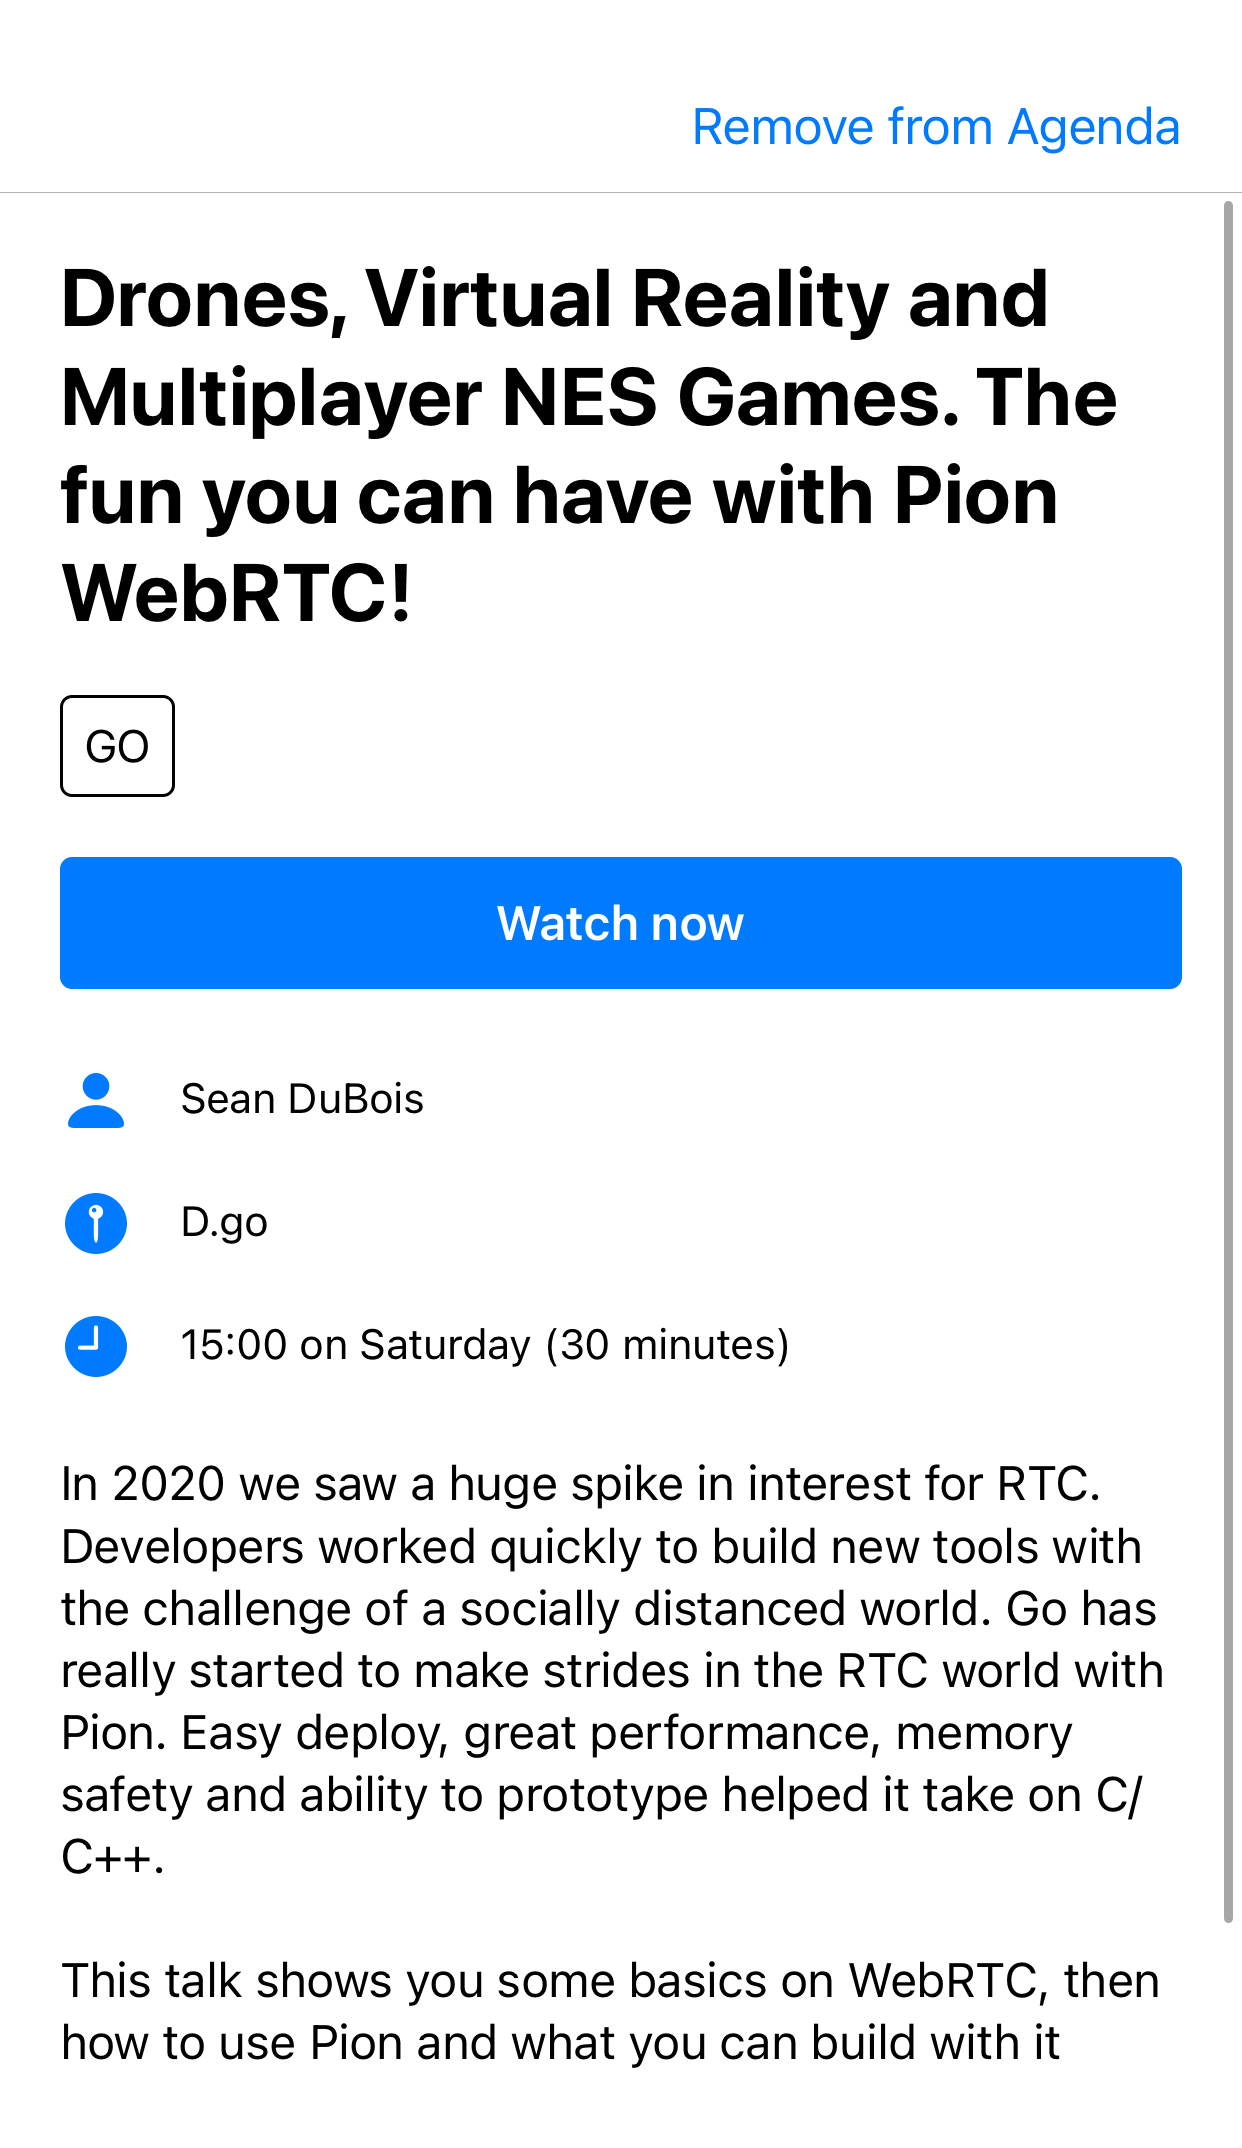 Remove from Agenda
Drones, Virtual Reality and
Multiplayer NES Games. The
fun you can have with Pion
WebRTC!
GO
Watch now
Sean DuBois
D.go
15:00 on Saturday (30 minutes)
In 2020 we saw a huge spike in interest for RTC.
Developers worked quickly to build new tools with
the challenge of a socially distanced world. Go has
really started to make strides in the RTC world with
Pion. Easy deploy, great performance, memory
safety and ability to prototype helped it take on C/
C++.
This talk shows you some basics on WebRTC, then
how to use Pion and what you can build with it